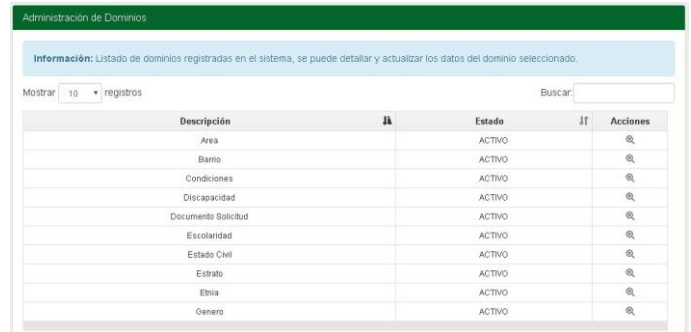 Administración de Dominios
Información: Listado de dominios registradas en el sistema, se puede detallar y actualizar los datos del dominio seleccionado.
Mostrar 10 registros Buscar:
Descripción Estado Acciones
Area ACTIVO
Barrio ACTIVO
Condiciones ACTIVO
Discapacidad ACTIVO
Documento Solicitud ACTIVO
Escolaridad ACTIVO
Estado Civil ACTIVO
Estrato ACTIVO
Etnia ACTIVO
Genero ACTIVO